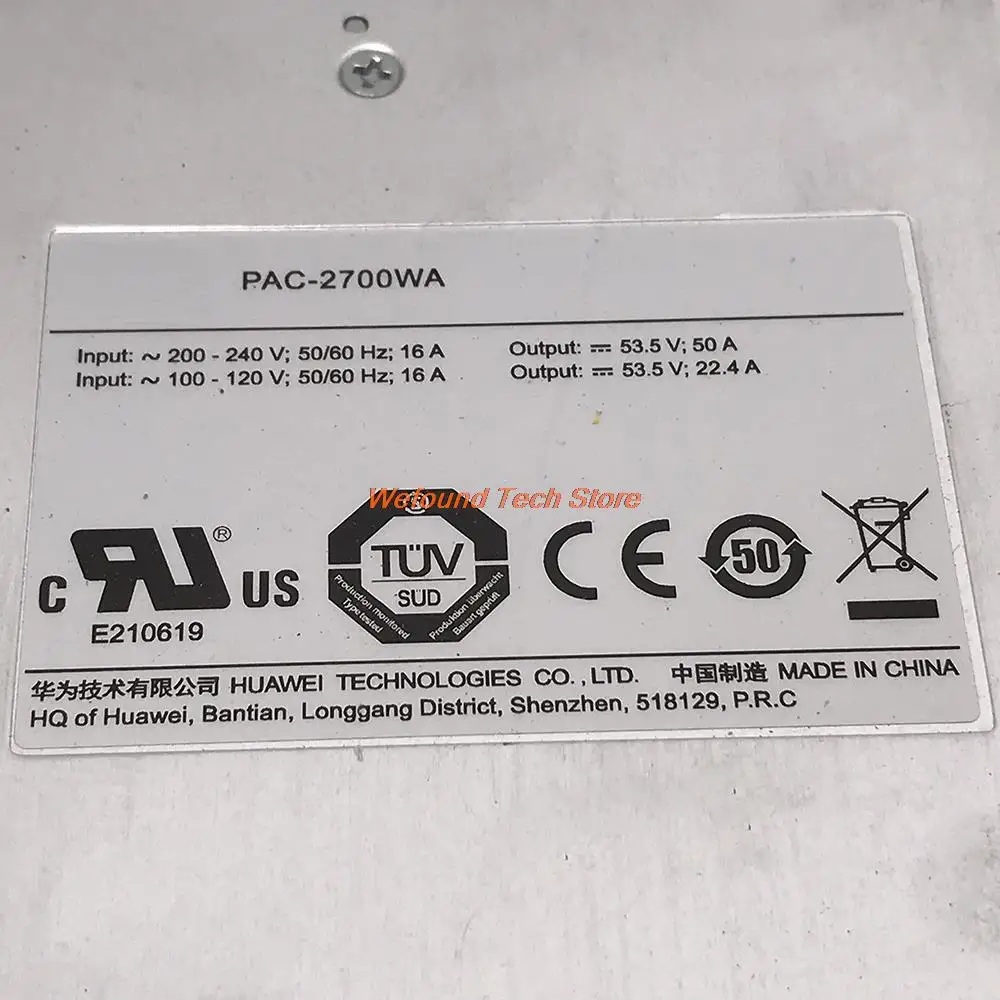 PAC-2700WA
Input: ~ 200 - 240 V; 50/60 Hz; 16 A
Output: ⎓ 53.5 V; 50 A
Input: ~ 100 - 120 V; 50/60 Hz; 16 A
Output: ⎓ 53.5 V; 22.4 A
Wefound Tech Store
C RU ® US
E210619
TÜV
SÜD
Production monitored
Type tested
Produktion überwacht
Bauart geprüft
CE
50
华为技术有限公司 HUAWEI TECHNOLOGIES CO., LTD. 中国制造 MADE IN CHINA
HQ of Huawei, Bantian, Longgang District, Shenzhen, 518129, P.R.C